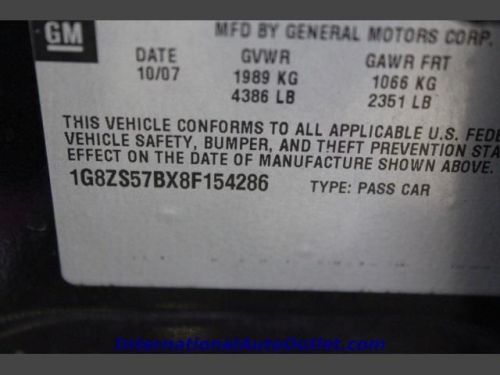 GM
MFD BY GENERAL MOTORS CORP.
DATE GVWR GAWR FRT
10/07 1989 KG 1066 KG
4386 LB 2351 LB
THIS VEHICLE CONFORMS TO ALL APPLICABLE U.S. FEDE
VEHICLE SAFETY, BUMPER, AND THEFT PREVENTION STA
EFFECT ON THE DATE OF MANUFACTURE SHOWN ABOVE.
1G8ZS57BX8F154286 TYPE: PASS CAR
InternationalAutoOutlet.com